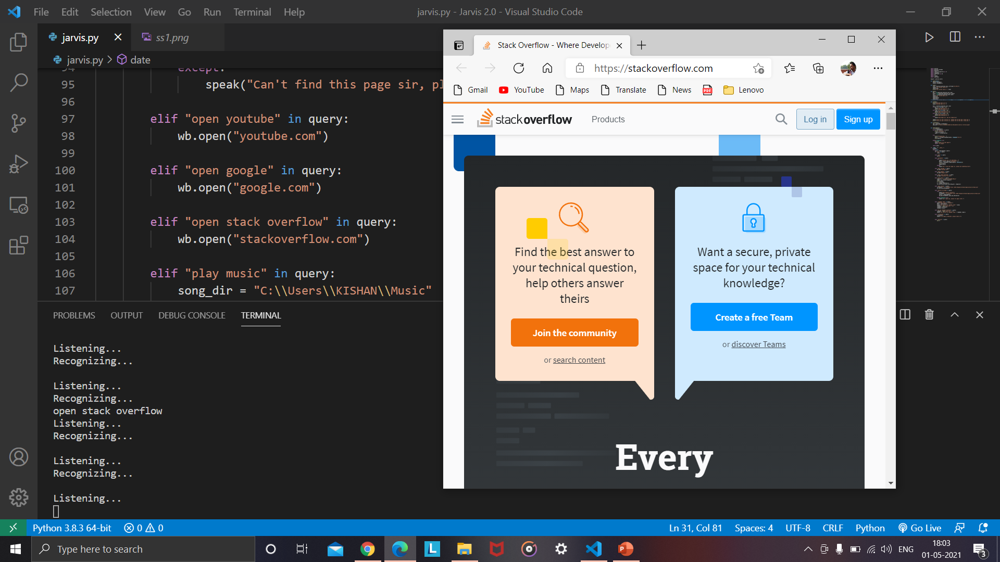 File Edit Selection View Go Run Terminal Help
jarvis.py - Jarvis 2.0 - Visual Studio Code
jarvis.py
ss1.png
jarvis.py > date
94 except:
95 speak("Can't find this page sir, pl
96
97 elif "open youtube" in query:
98 wb.open("youtube.com")
99
100 elif "open google" in query:
101 wb.open("google.com")
102
103 elif "open stack overflow" in query:
104 wb.open("stackoverflow.com")
105
106 elif "play music" in query:
107 song_dir = "C:\\Users\\KISHAN\\Music"
PROBLEMS OUTPUT DEBUG CONSOLE TERMINAL
Listening...
Recognizing...
Listening...
Recognizing...
open stack overflow
Listening...
Recognizing...
Listening...
Recognizing...
Listening...
Stack Overflow - Where Develop
https://stackoverflow.com
Gmail YouTube Maps Translate News PDF Lenovo
stackoverflow Products Log in Sign up
Find the best answer to
your technical question,
help others answer
theirs
Join the community
or search content
Want a secure, private
space for your technical
knowledge?
Create a free Team
or discover Teams
Every
Python 3.8.3 64-bit 0 0 Ln 31, Col 81 Spaces: 4 UTF-8 CRLF Python Go Live
Type here to search
L
P
ENG
18:03
01-05-2021
3